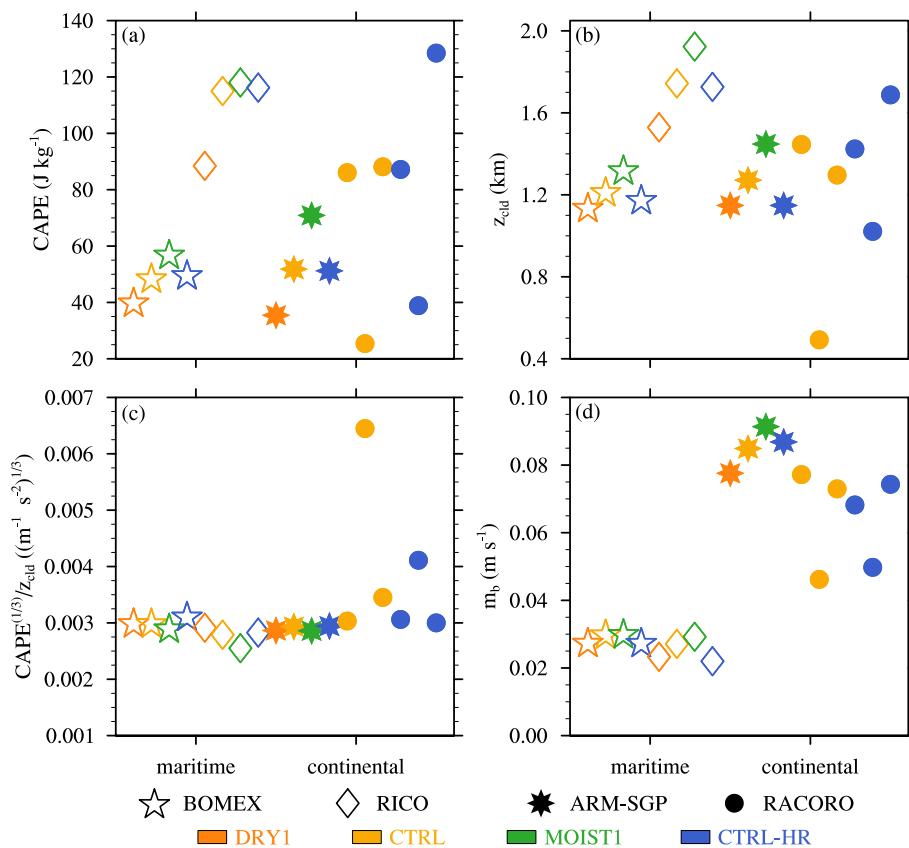 (a)
CAPE (J kg⁻¹)
140
120
100
80
60
40
20
(b)
z_cld (km)
2.0
1.6
1.2
0.8
0.4
(c)
CAPE^(1/3)/z_cld ((m⁻¹ s⁻²)^1/3)
0.007
0.006
0.005
0.004
0.003
0.002
0.001
maritime continental
(d)
m_b (m s⁻¹)
0.10
0.08
0.06
0.04
0.02
0.00
maritime continental
BOMEX RICO ARM-SGP RACORO
DRY1 CTRL MOIST1 CTRL-HR